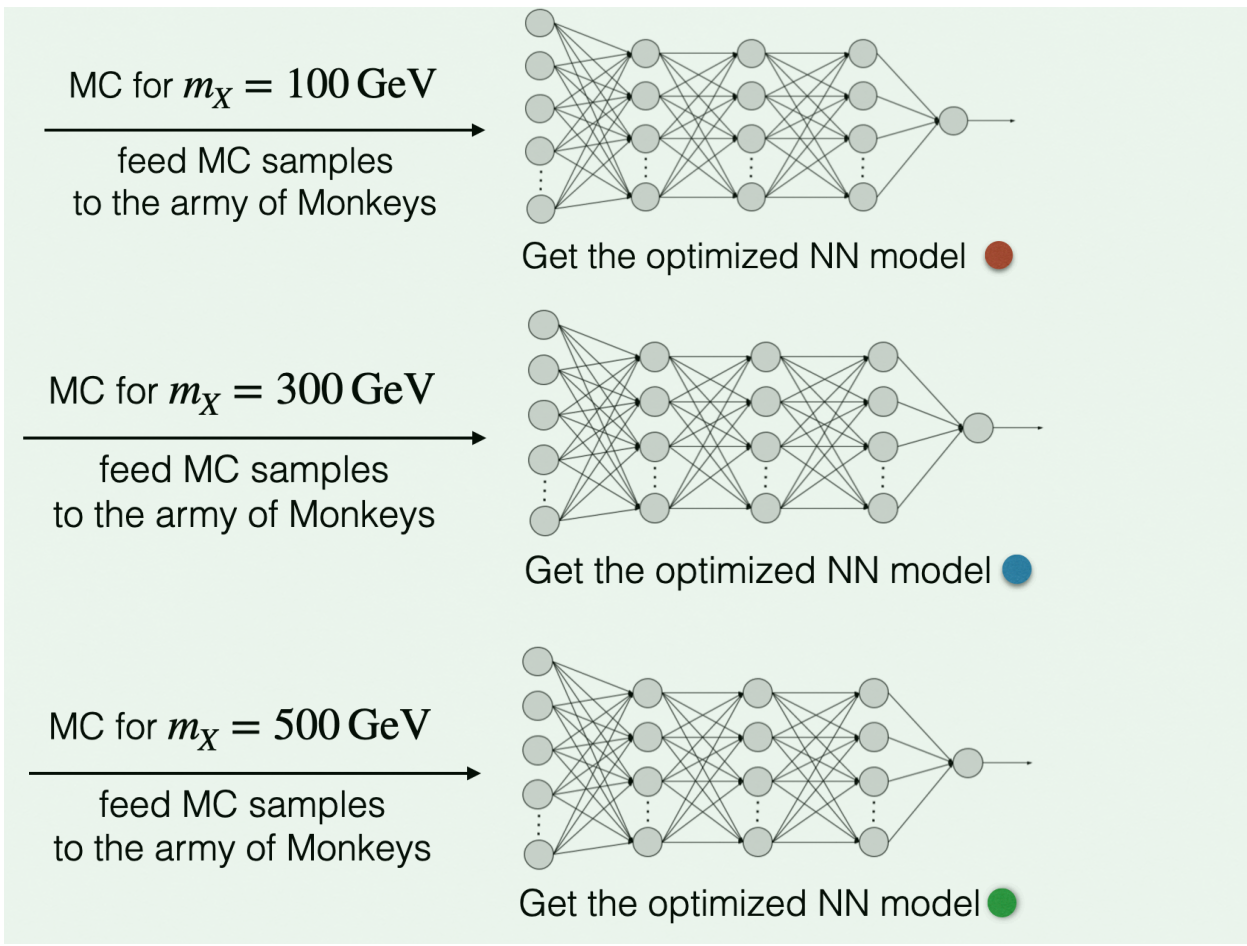 MC for m_X = 100 GeV
feed MC samples
to the army of Monkeys
Get the optimized NN model
MC for m_X = 300 GeV
feed MC samples
to the army of Monkeys
Get the optimized NN model
MC for m_X = 500 GeV
feed MC samples
to the army of Monkeys
Get the optimized NN model